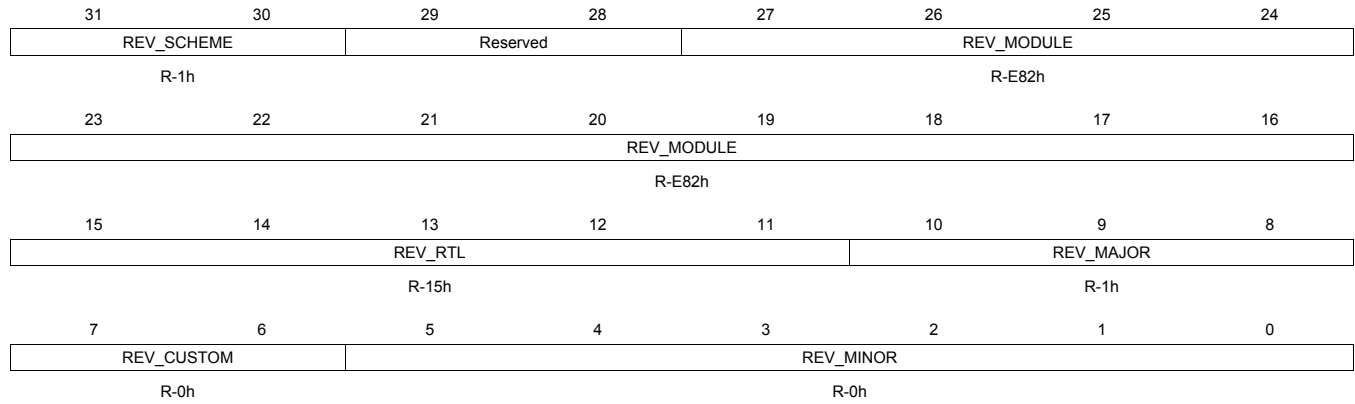 31 30 29 28 27 26 25 24
REV_SCHEME Reserved REV_MODULE
R-1h R-E82h
23 22 21 20 19 18 17 16
REV_MODULE
R-E82h
15 14 13 12 11 10 9 8
REV_RTL REV_MAJOR
R-15h R-1h
7 6 5 4 3 2 1 0
REV_CUSTOM REV_MINOR
R-0h R-0h